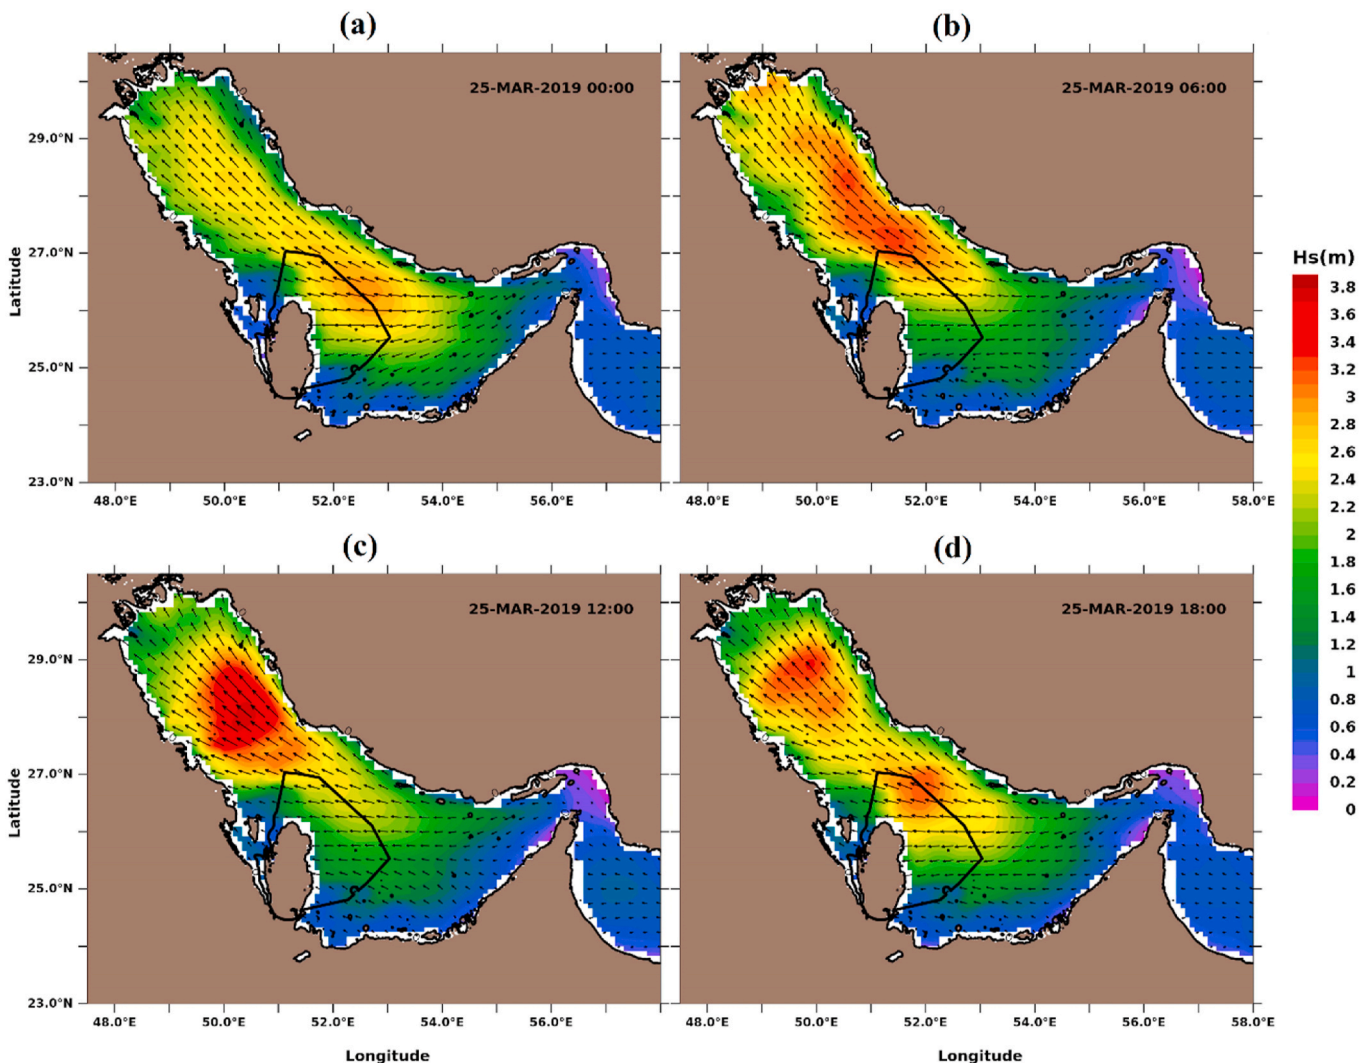 (a)
(b)
25-MAR-2019 00:00
25-MAR-2019 06:00
29.0°N
27.0°N
25.0°N
23.0°N
Latitude
48.0°E 50.0°E 52.0°E 54.0°E 56.0°E
48.0°E 50.0°E 52.0°E 54.0°E 56.0°E 58.0°E
Hs(m)
3.8
3.6
3.4
3.2
3
2.8
2.6
2.4
2.2
2
1.8
1.6
1.4
1.2
1
0.8
0.6
0.4
0.2
0
(c)
(d)
25-MAR-2019 12:00
25-MAR-2019 18:00
29.0°N
27.0°N
25.0°N
23.0°N
Latitude
48.0°E 50.0°E 52.0°E 54.0°E 56.0°E
48.0°E 50.0°E 52.0°E 54.0°E 56.0°E 58.0°E
Longitude
Longitude